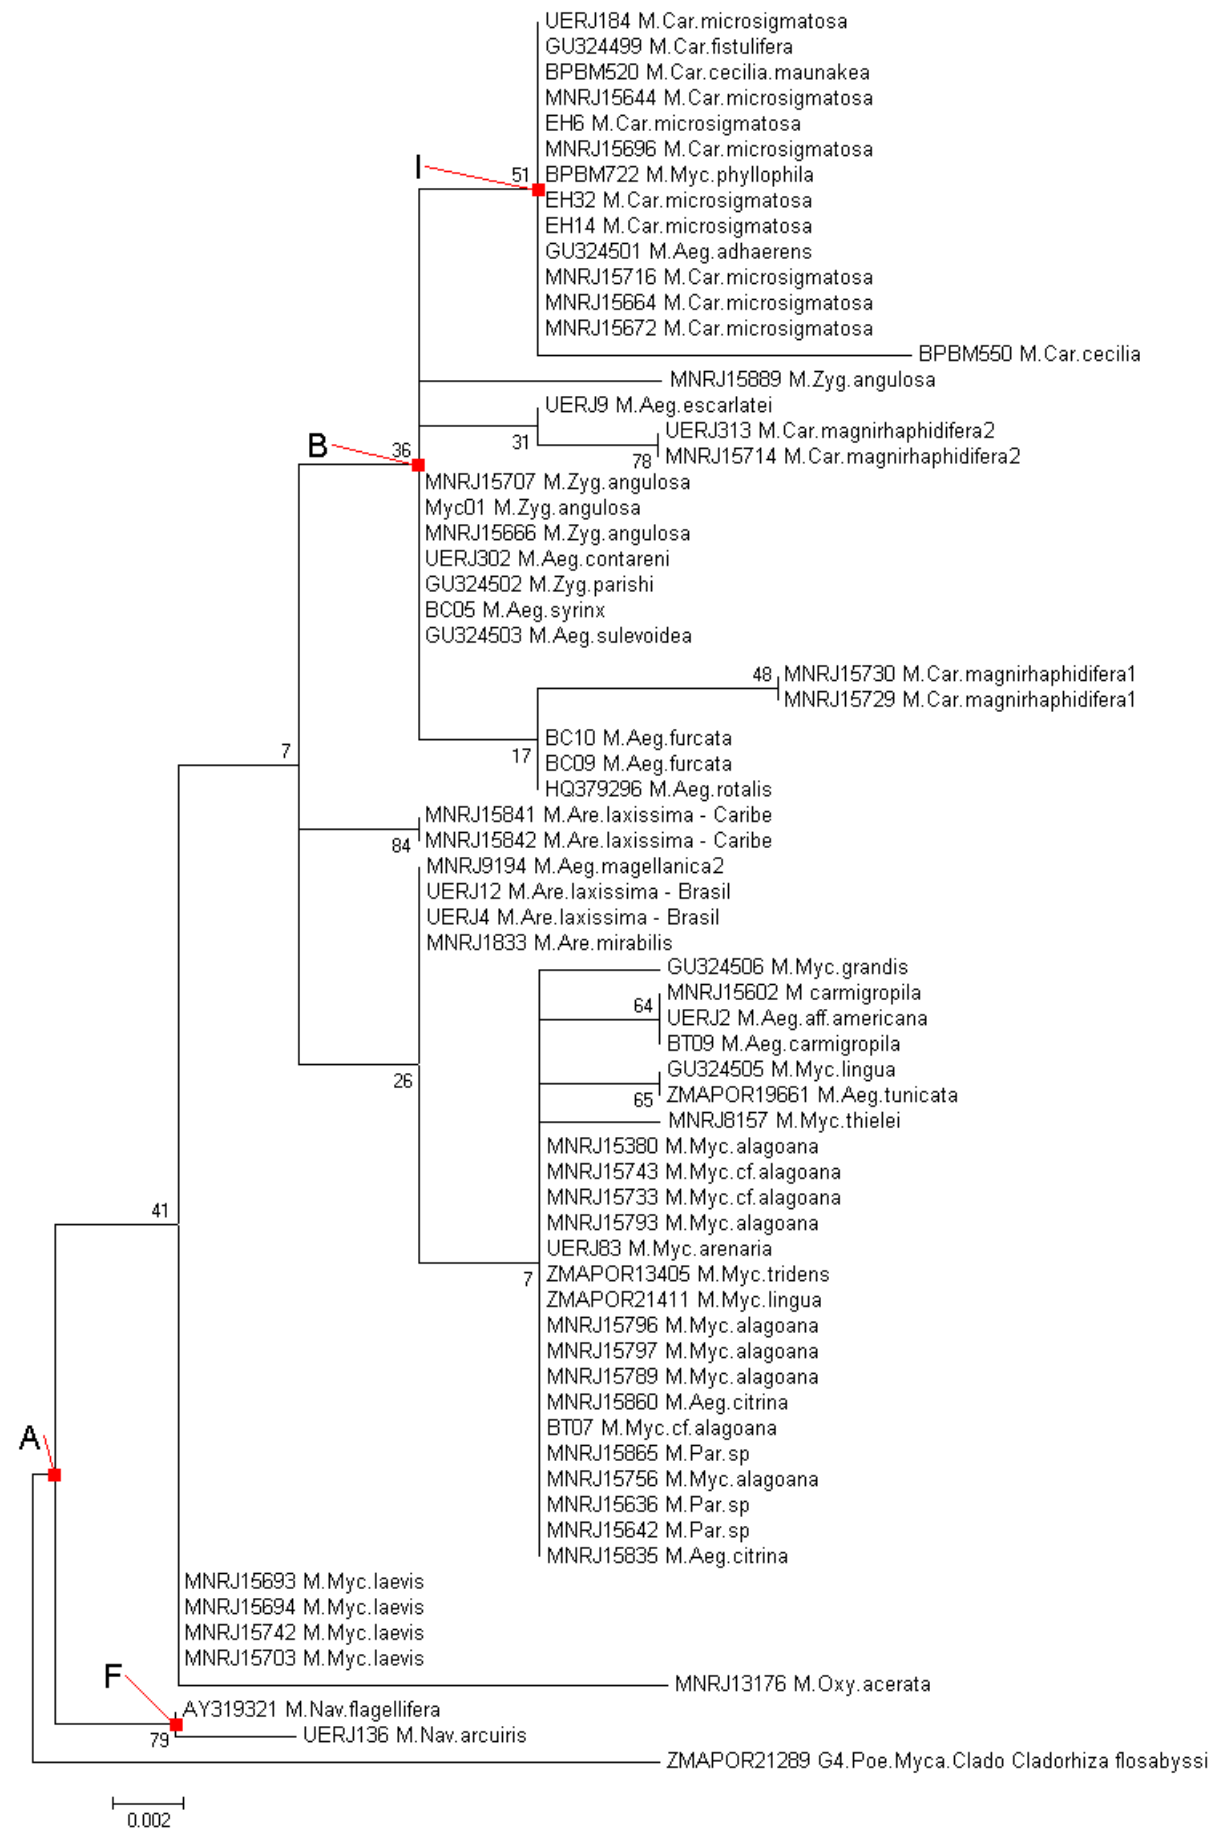 UERJ184 M.Car.microsigmatosa
GU324499 M.Car.fistulifera
BPBM520 M.Car.cecilia.maunakea
MNRJ15644 M.Car.microsigmatosa
EH6 M.Car.microsigmatosa
MNRJ15696 M.Car.microsigmatosa
I
51
BPBM722 M.Myc.phyllophila
EH32 M.Car.microsigmatosa
EH14 M.Car.microsigmatosa
GU324501 M.Aeg.adhaerens
MNRJ15716 M.Car.microsigmatosa
MNRJ15664 M.Car.microsigmatosa
MNRJ15672 M.Car.microsigmatosa
BPBM550 M.Car.cecilia
MNRJ15889 M.Zyg.angulosa
UERJ9 M.Aeg.escarlatei
UERJ313 M.Car.magnirhaphidifera2
31
B
36
78
MNRJ15714 M.Car.magnirhaphidifera2
MNRJ15707 M.Zyg.angulosa
Myc01 M.Zyg.angulosa
MNRJ15666 M.Zyg.angulosa
UERJ302 M.Aeg.contareni
GU324502 M.Zyg.parishi
BC05 M.Aeg.syrinx
GU324503 M.Aeg.sulevoidea
48
MNRJ15730 M.Car.magnirhaphidifera1
MNRJ15729 M.Car.magnirhaphidifera1
BC10 M.Aeg.furcata
7
17
BC09 M.Aeg.furcata
HQ379296 M.Aeg.rotalis
MNRJ15841 M.Are.laxissima - Caribe
84
MNRJ15842 M.Are.laxissima - Caribe
MNRJ9194 M.Aeg.magellanica2
UERJ12 M.Are.laxissima - Brasil
UERJ4 M.Are.laxissima - Brasil
MNRJ1833 M.Are.mirabilis
GU324506 M.Myc.grandis
MNRJ15602 M carmigropila
64
UERJ2 M.Aeg.aff.americana
BT09 M.Aeg.carmigropila
GU324505 M.Myc.lingua
26
65
ZMAPOR19661 M.Aeg.tunicata
MNRJ8157 M.Myc.thielei
MNRJ15380 M.Myc.alagoana
MNRJ15743 M.Myc.cf.alagoana
MNRJ15733 M.Myc.cf.alagoana
41
MNRJ15793 M.Myc.alagoana
UERJ83 M.Myc.arenaria
7
ZMAPOR13405 M.Myc.tridens
ZMAPOR21411 M.Myc.lingua
MNRJ15796 M.Myc.alagoana
MNRJ15797 M.Myc.alagoana
MNRJ15789 M.Myc.alagoana
MNRJ15860 M.Aeg.citrina
A
BT07 M.Myc.cf.alagoana
MNRJ15865 M.Par.sp
MNRJ15756 M.Myc.alagoana
MNRJ15636 M.Par.sp
MNRJ15642 M.Par.sp
MNRJ15835 M.Aeg.citrina
MNRJ15693 M.Myc.laevis
MNRJ15694 M.Myc.laevis
MNRJ15742 M.Myc.laevis
MNRJ15703 M.Myc.laevis
F
MNRJ13176 M.Oxy.acerata
AY319321 M.Nav.flagellifera
79
UERJ136 M.Nav.arcuiris
ZMAPOR21289 G4.Poe.Myca.Clado Cladorhiza flosabyssi
0.002